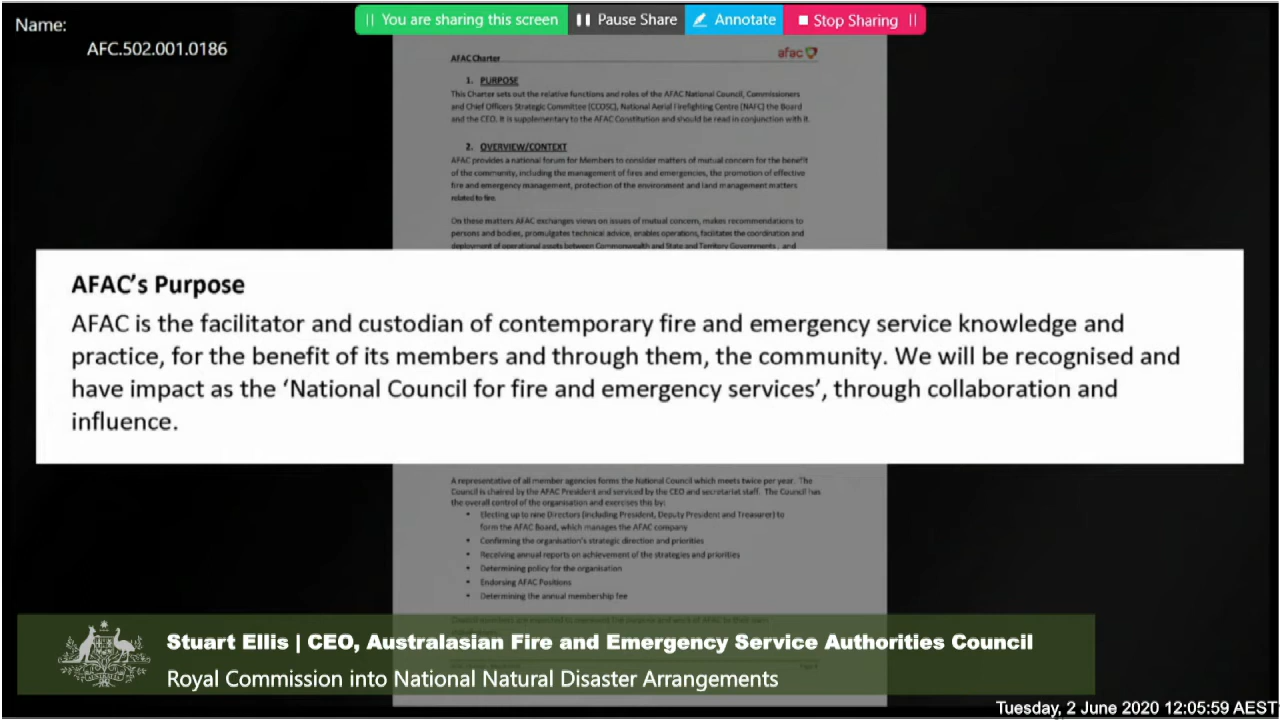 Name:
AFC.502.001.0186
You are sharing this screen
Pause Share
Annotate
Stop Sharing
AFAC Charter
afac
1. PURPOSE
This Charter sets out the relative functions and roles of the AFAC National Council, Commissioners
and Chief Officers Strategic Committee (CCOSC), National Aerial Firefighting Centre (NAFC) the Board
and the CEO. It is supplementary to the AFAC Constitution and should be read in conjunction with it.
2. OVERVIEW/CONTEXT
AFAC provides a national forum for Members to consider matters of mutual concern for the benefit
of the community, including the management of fires and emergencies, the promotion of effective
fire and emergency management, protection of the environment and land management matters
related to fire.
On these matters AFAC exchanges views on issues of mutual concern, makes recommendations to
persons and bodies, promulgates technical advice, enables operations, facilitates the coordination and
deployment of operational assets between Commonwealth and State and Territory Governments , and
AFAC's Purpose
AFAC is the facilitator and custodian of contemporary fire and emergency service knowledge and
practice, for the benefit of its members and through them, the community. We will be recognised and
have impact as the ‘National Council for fire and emergency services’, through collaboration and
influence.
A representative of all member agencies forms the National Council which meets twice per year. The
Council is chaired by the AFAC President and serviced by the CEO and secretariat staff. The Council has
the overall control of the organisation and exercises this by:
• Electing up to nine Directors (including President, Deputy President and Treasurer) to
form the AFAC Board, which manages the AFAC company
• Confirming the organisation's strategic direction and priorities
• Receiving annual reports on achievement of the strategies and priorities
• Determining policy for the organisation
• Endorsing AFAC Positions
• Determining the annual membership fee
Stuart Ellis | CEO, Australasian Fire and Emergency Service Authorities Council
Royal Commission into National Natural Disaster Arrangements
Tuesday, 2 June 2020 12:05:59 AEST